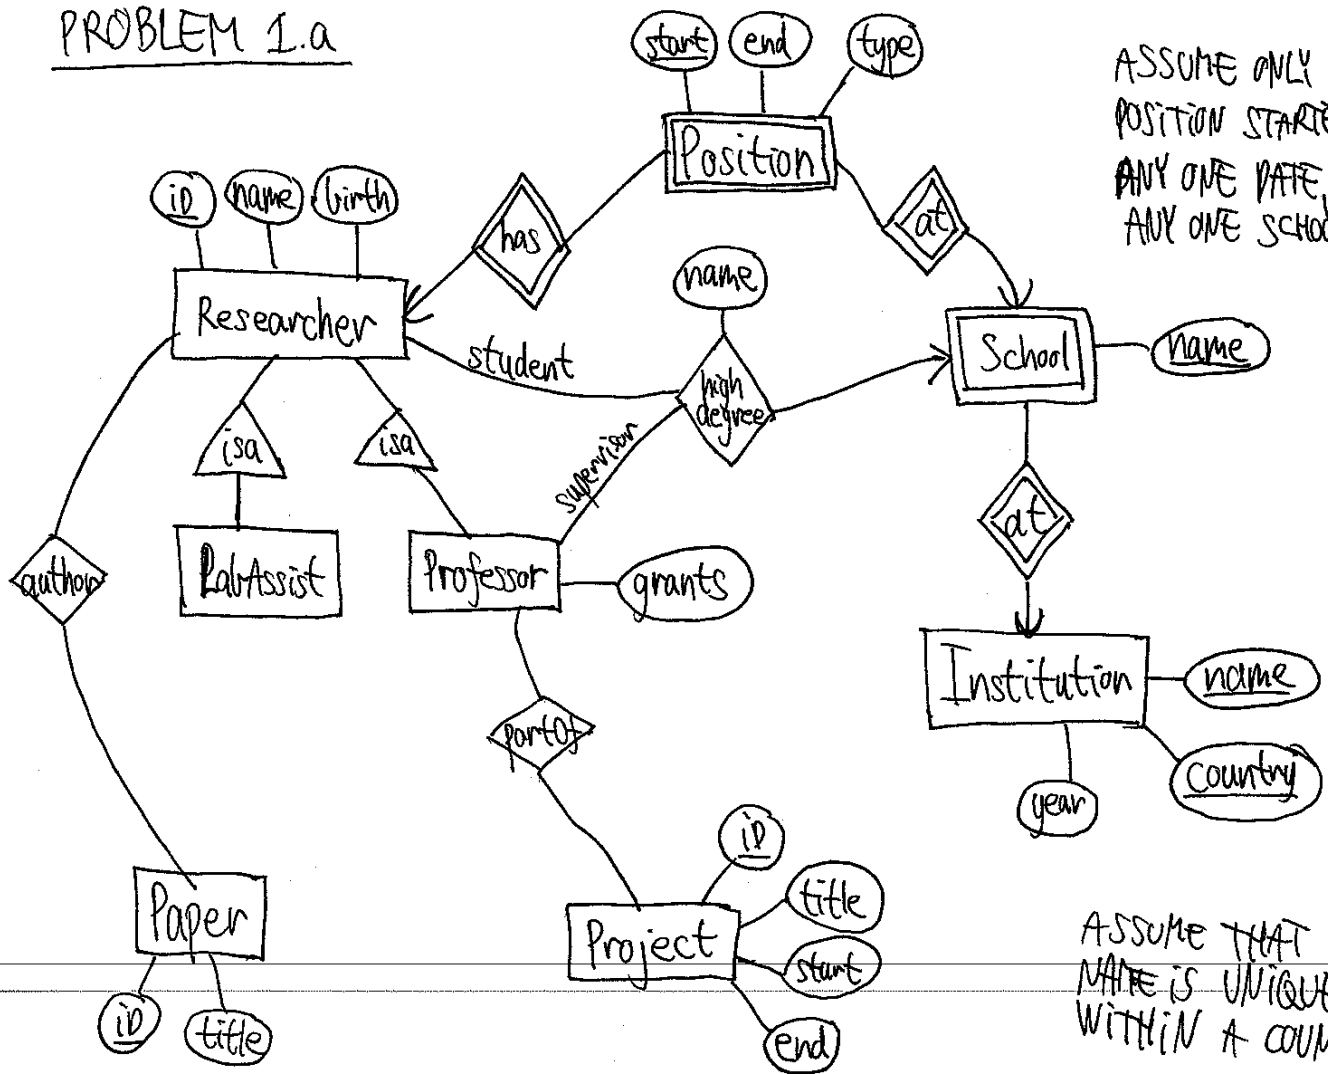 PROBLEM 1.a
start end type
ASSUME ONLY
POSITION STARTE
ANY ONE DATE,
ANY ONE SCHOO
Position
iD name birth
has
at
name
Researcher
student
high
degree
School
name
supervisor
isa
isa
at
author
LabAssist
Professor
grants
Institution
name
partOf
country
year
iD
title
Paper
Project
start
ASSUME THAT
NAME iS UNiQUE
WiTHiN A COUN
iD
title
end